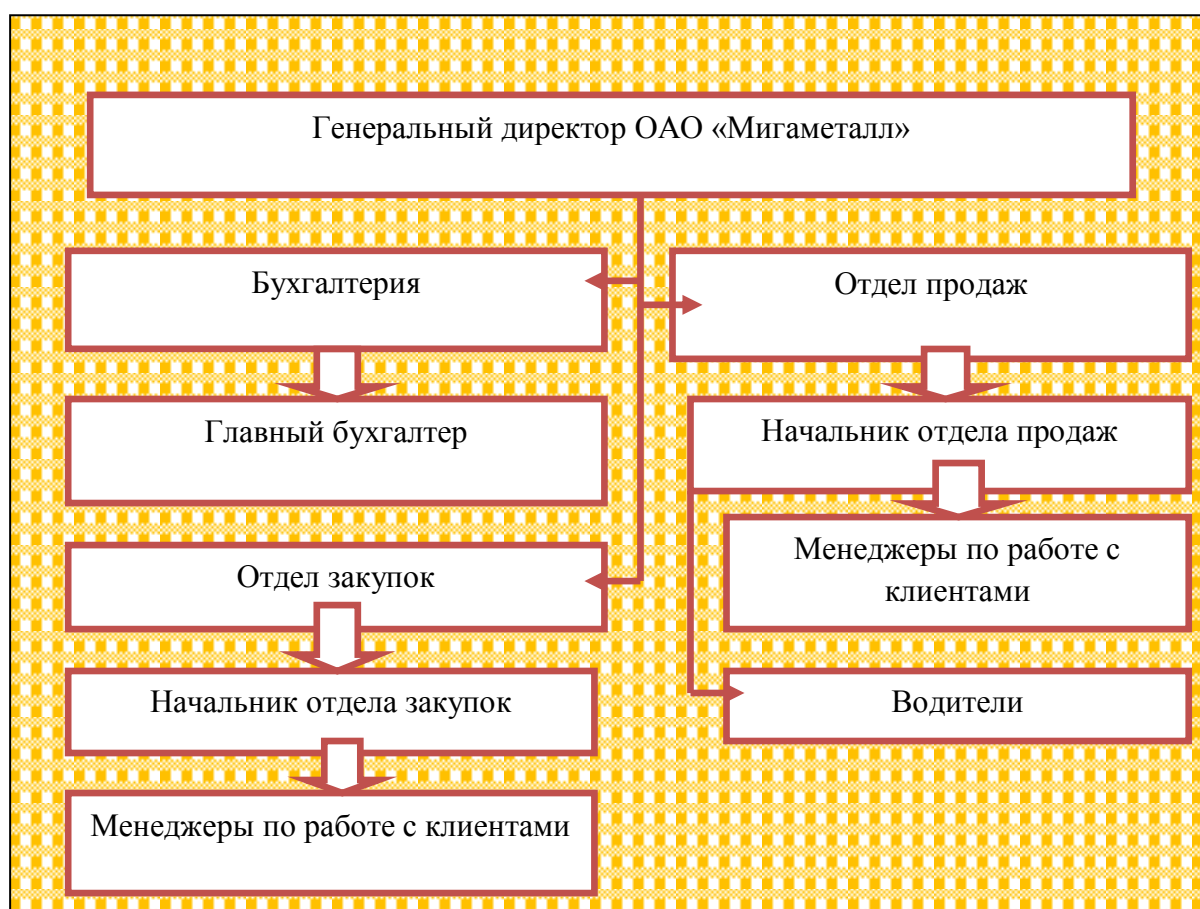 Генеральный директор ОАО «Мигаметалл»
Бухгалтерия
Отдел продаж
Главный бухгалтер
Начальник отдела продаж
Менеджеры по работе с
клиентами
Отдел закупок
Начальник отдела закупок
Водители
Менеджеры по работе с клиентами